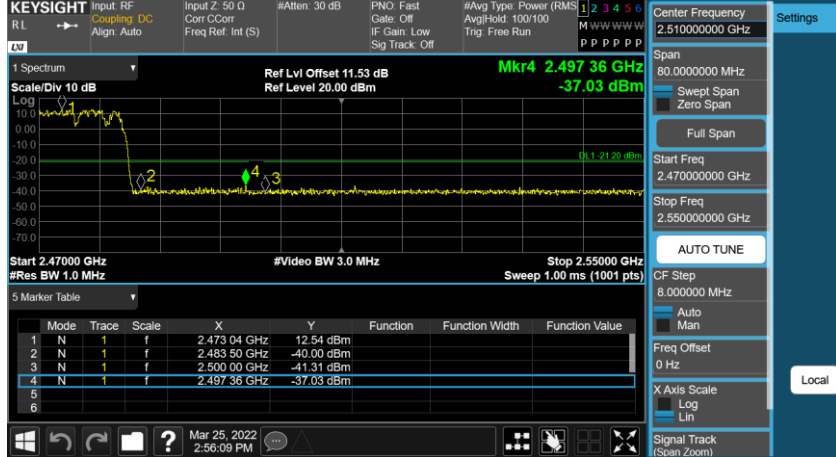 KEYSIGHT
RL
LXI
Input: RF
Coupling: DC
Align: Auto
Input Z: 50 Ω
Corr CCorr
Freq Ref: Int (S)
#Atten: 30 dB
PNO: Fast
Gate: Off
IF Gain: Low
Sig Track: Off
#Avg Type: Power (RMS
Avg|Hold: 100/100
Trig: Free Run
1 2 3 4 5 6
M W W W W W
P P P P P P
1 Spectrum
Scale/Div 10 dB
Ref Lvl Offset 11.53 dB
Ref Level 20.00 dBm
Mkr4 2.497 36 GHz
-37.03 dBm
Log
10.0
0.00
-10.0
-20.0
-30.0
-40.0
-50.0
-60.0
-70.0
1
2
4
3
DL1 -21.20 dBm
Start 2.47000 GHz
#Video BW 3.0 MHz
Stop 2.55000 GHz
#Res BW 1.0 MHz
Sweep 1.00 ms (1001 pts)
5 Marker Table
Mode Trace Scale X Y Function Function Width Function Value
1 N 1 f 2.473 04 GHz 12.54 dBm
2 N 1 f 2.483 50 GHz -40.00 dBm
3 N 1 f 2.500 00 GHz -41.31 dBm
4 N 1 f 2.497 36 GHz -37.03 dBm
5
6
?
Mar 25, 2022
2:56:09 PM
Center Frequency
2.510000000 GHz
Span
80.0000000 MHz
Swept Span
Zero Span
Full Span
Start Freq
2.470000000 GHz
Stop Freq
2.550000000 GHz
AUTO TUNE
CF Step
8.000000 MHz
Auto
Man
Freq Offset
0 Hz
X Axis Scale
Log
Lin
Signal Track
(Span Zoom)
Settings
Local